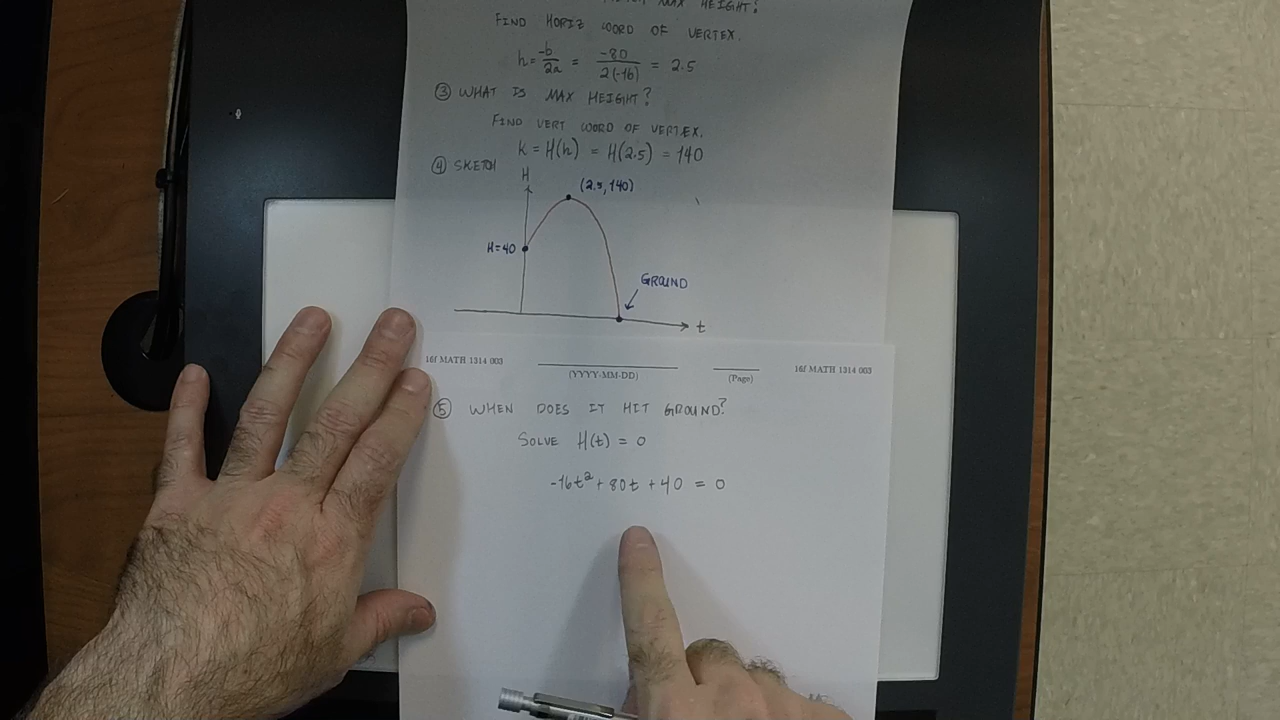 MAX HEIGHT?
FIND HORIZ COORD OF VERTEX.
h = -b/2a = -80/2(-16) = 2.5
③ WHAT IS MAX HEIGHT?
FIND VERT COORD OF VERTEX.
k = H(h) = H(2.5) = 140
④ SKETCH
H
(2.5, 140)
H=40
GROUND
t
16f MATH 1314 003 (YYYY-MM-DD) (Page) 16f MATH 1314 003
⑤ WHEN DOES IT HIT GROUND?
SOLVE H(t) = 0
-16t² + 80t + 40 = 0